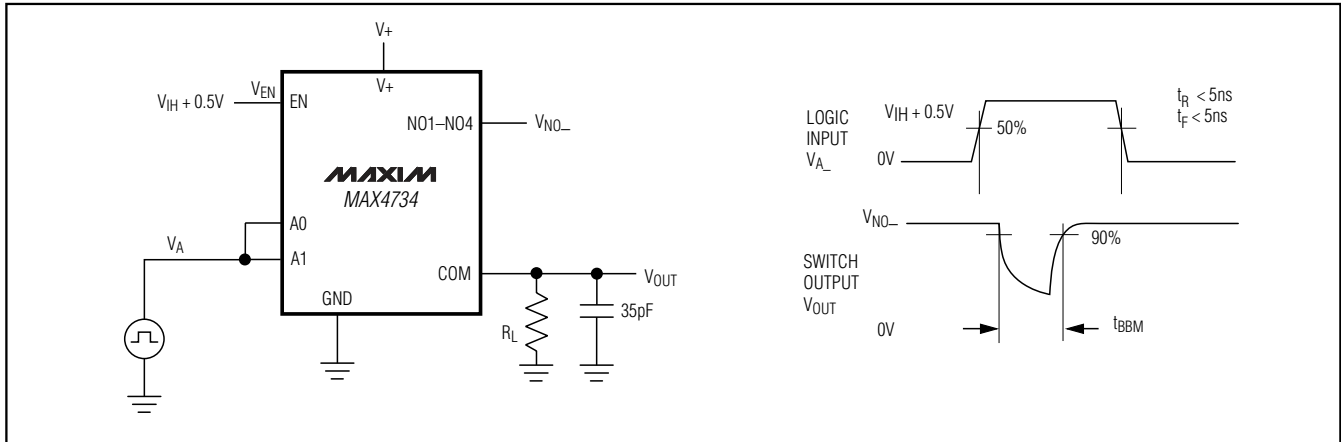 V+
V+
VIH + 0.5V
VEN
EN
NO1–NO4
VNO_
MAXIM
MAX4734
A0
VA
A1
COM
VOUT
GND
RL
35pF
LOGIC
INPUT
VA_
VIH + 0.5V
50%
0V
tR < 5ns
tF < 5ns
VNO_
90%
SWITCH
OUTPUT
VOUT
0V
tBBM